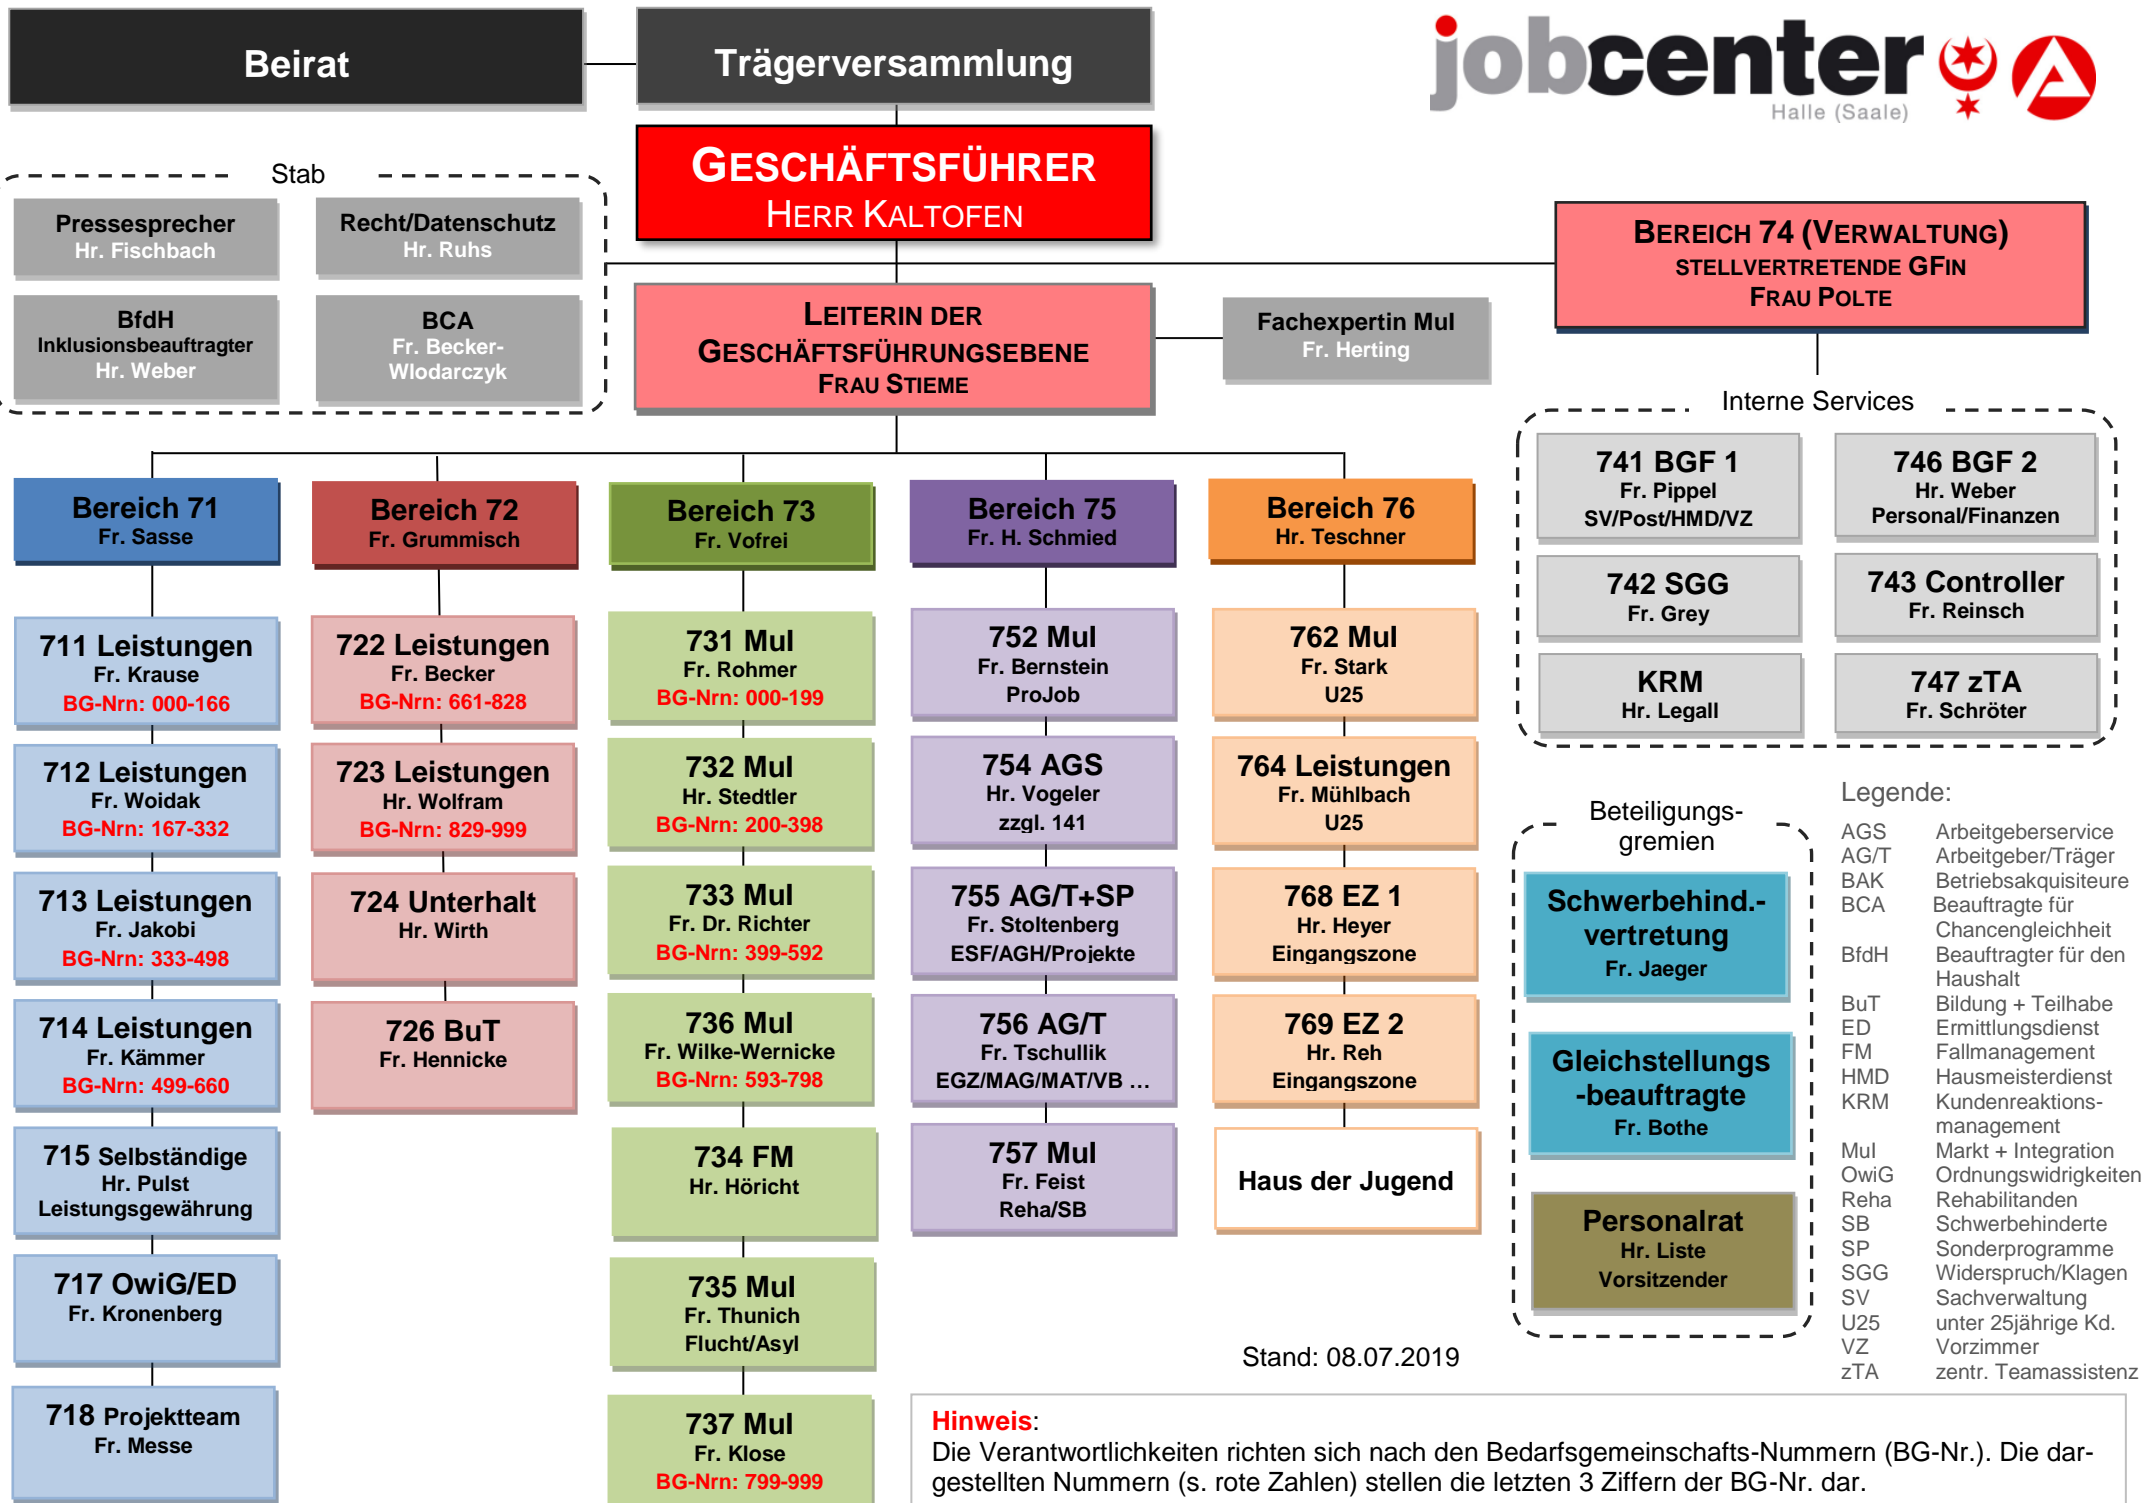 Beirat
Trägerversammlung
jobcenter
Halle (Saale)
GESCHÄFTSFÜHRER
HERR KALTOFEN
Stab
Pressesprecher
Hr. Fischbach
Recht/Datenschutz
Hr. Ruhs
BfdH
Inklusionsbeauftragter
Hr. Weber
BCA
Fr. Becker-
Wlodarczyk
LEITERIN DER
GESCHÄFTSFÜHRUNGSEBENE
FRAU STIEME
Fachexpertin MuI
Fr. Herting
BEREICH 74 (VERWALTUNG)
STELLVERTRETENDE GFIN
FRAU POLTE
Interne Services
741 BGF 1
Fr. Pippel
SV/Post/HMD/VZ
746 BGF 2
Hr. Weber
Personal/Finanzen
742 SGG
Fr. Grey
743 Controller
Fr. Reinsch
KRM
Hr. Legall
747 zTA
Fr. Schröter
Bereich 71
Fr. Sasse
711 Leistungen
Fr. Krause
BG-Nrn: 000-166
712 Leistungen
Fr. Woidak
BG-Nrn: 167-332
713 Leistungen
Fr. Jakobi
BG-Nrn: 333-498
714 Leistungen
Fr. Kämmer
BG-Nrn: 499-660
715 Selbständige
Hr. Pulst
Leistungsgewährung
717 OwiG/ED
Fr. Kronenberg
718 Projektteam
Fr. Messe
Bereich 72
Fr. Grummisch
722 Leistungen
Fr. Becker
BG-Nrn: 661-828
723 Leistungen
Hr. Wolfram
BG-Nrn: 829-999
724 Unterhalt
Hr. Wirth
726 BuT
Fr. Hennicke
Bereich 73
Fr. Vofrei
731 MuI
Fr. Rohmer
BG-Nrn: 000-199
732 MuI
Hr. Stedtler
BG-Nrn: 200-398
733 MuI
Fr. Dr. Richter
BG-Nrn: 399-592
736 MuI
Fr. Wilke-Wernicke
BG-Nrn: 593-798
734 FM
Hr. Höricht
735 MuI
Fr. Thunich
Flucht/Asyl
737 MuI
Fr. Klose
BG-Nrn: 799-999
Bereich 75
Fr. H. Schmied
752 MuI
Fr. Bernstein
ProJob
754 AGS
Hr. Vogeler
zzgl. 141
755 AG/T+SP
Fr. Stoltenberg
ESF/AGH/Projekte
756 AG/T
Fr. Tschullik
EGZ/MAG/MAT/VB …
757 MuI
Fr. Feist
Reha/SB
Bereich 76
Hr. Teschner
762 MuI
Fr. Stark
U25
764 Leistungen
Fr. Mühlbach
U25
768 EZ 1
Hr. Heyer
Eingangszone
769 EZ 2
Hr. Reh
Eingangszone
Haus der Jugend
Beteiligungs-
gremien
Schwerbehind.-
vertretung
Fr. Jaeger
Gleichstellungs
-beauftragte
Fr. Bothe
Personalrat
Hr. Liste
Vorsitzender
Legende:
AGS Arbeitgeberservice
AG/T Arbeitgeber/Träger
BAK Betriebsakquisiteure
BCA Beauftragte für
Chancengleichheit
BfdH Beauftragter für den
Haushalt
BuT Bildung + Teilhabe
ED Ermittlungsdienst
FM Fallmanagement
HMD Hausmeisterdienst
KRM Kundenreaktions-
management
MuI Markt + Integration
OwiG Ordnungswidrigkeiten
Reha Rehabilitanden
SB Schwerbehinderte
SP Sonderprogramme
SGG Widerspruch/Klagen
SV Sachverwaltung
U25 unter 25jährige Kd.
VZ Vorzimmer
zTA zentr. Teamassistenz
Stand: 08.07.2019
Hinweis:
Die Verantwortlichkeiten richten sich nach den Bedarfsgemeinschafts-Nummern (BG-Nr.). Die dar-
gestellten Nummern (s. rote Zahlen) stellen die letzten 3 Ziffern der BG-Nr. dar.